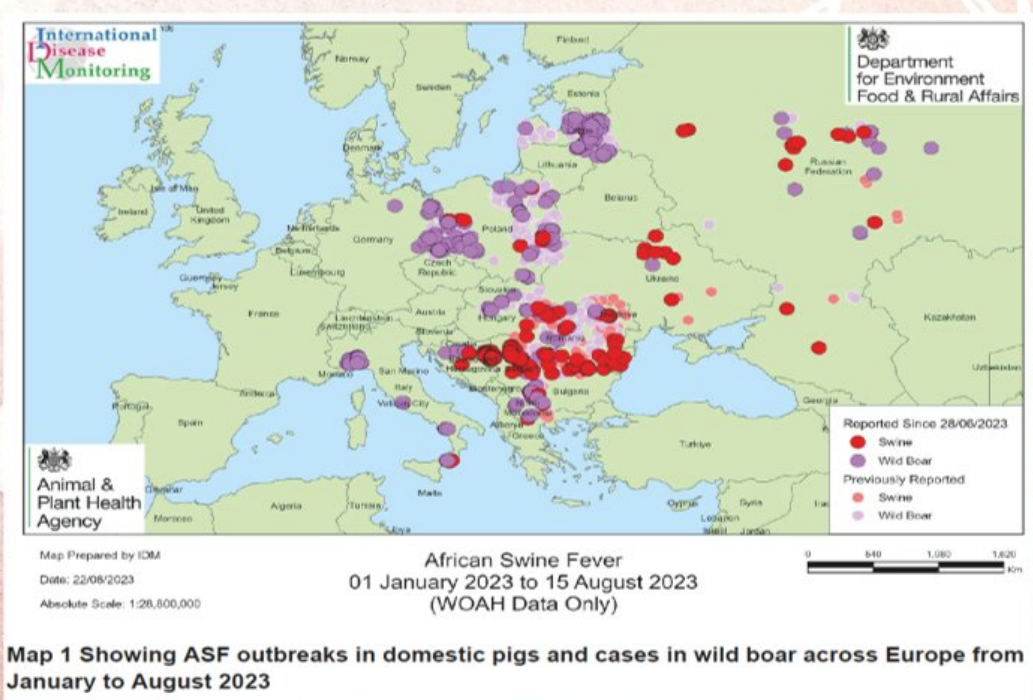 International
Disease
Monitoring
Department
for Environment
Food & Rural Affairs
Finland
Norway
Sweden
Estonia
Denmark
Lithuania
Isle of Man
Ireland
United
Kingdom
Russian
Federation
Belarus
Netherlands
Germany
Poland
Belgium
Luxembourg
Czech
Republic
Ukraine
Guernsey
Jersey
Slovakia
Kazakhstan
France
Liechtenstein
Switzerland
Austria
Hungary
Slovenia
Romania
Monaco
San Marino
Italy
Vatican City
Montenegro
Bulgaria
Uzbekistan
Georgia
Andorra
Portugal
Spain
Albania
Greece
Türkiye
Malta
Gibraltar
Algeria
Tunisia
Morocco
Cyprus
Syria
Lebanon
Israel
Jordan
Reported Since 28/06/2023
Swine
Wild Boar
Previously Reported
Swine
Wild Boar
Animal &
Plant Health
Agency
Map Prepared by IDM
Date: 22/08/2023
Absolute Scale: 1:28,800,000
African Swine Fever
01 January 2023 to 15 August 2023
(WOAH Data Only)
0 540 1,080 1,620
Km
Map 1 Showing ASF outbreaks in domestic pigs and cases in wild boar across Europe from
January to August 2023